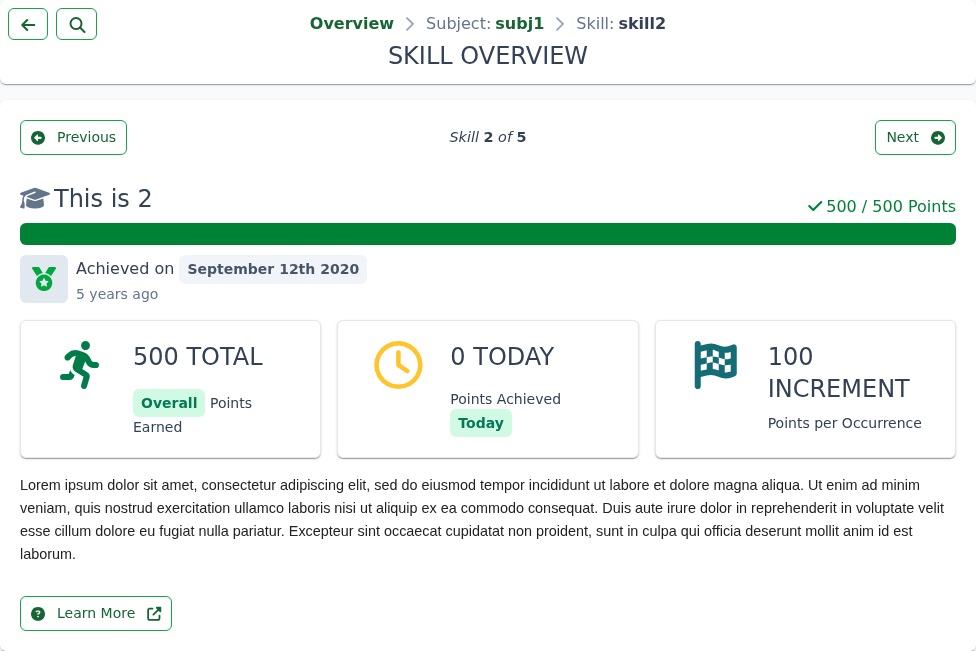 Overview > Subject: subj1 > Skill: skill2
SKILL OVERVIEW
Previous
Skill 2 of 5
Next
This is 2
500 / 500 Points
Achieved on September 12th 2020
5 years ago
500 TOTAL
Overall Points
Earned
0 TODAY
Points Achieved
Today
100
INCREMENT
Points per Occurrence
Lorem ipsum dolor sit amet, consectetur adipiscing elit, sed do eiusmod tempor incididunt ut labore et dolore magna aliqua. Ut enim ad minim
veniam, quis nostrud exercitation ullamco laboris nisi ut aliquip ex ea commodo consequat. Duis aute irure dolor in reprehenderit in voluptate velit
esse cillum dolore eu fugiat nulla pariatur. Excepteur sint occaecat cupidatat non proident, sunt in culpa qui officia deserunt mollit anim id est
laborum.
Learn More